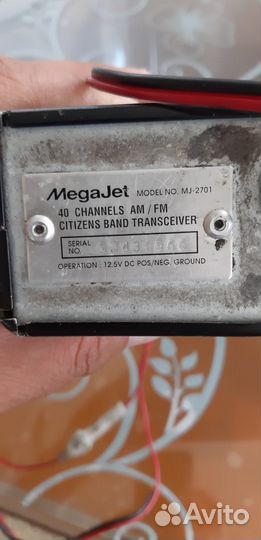 MegaJet MODEL NO. MJ-2701
40 CHANNELS AM/FM
CITIZENS BAND TRANSCEIVER
SERIAL
NO.
OPERATION : 12.5V DC POS/NEG. GROUND
Avito